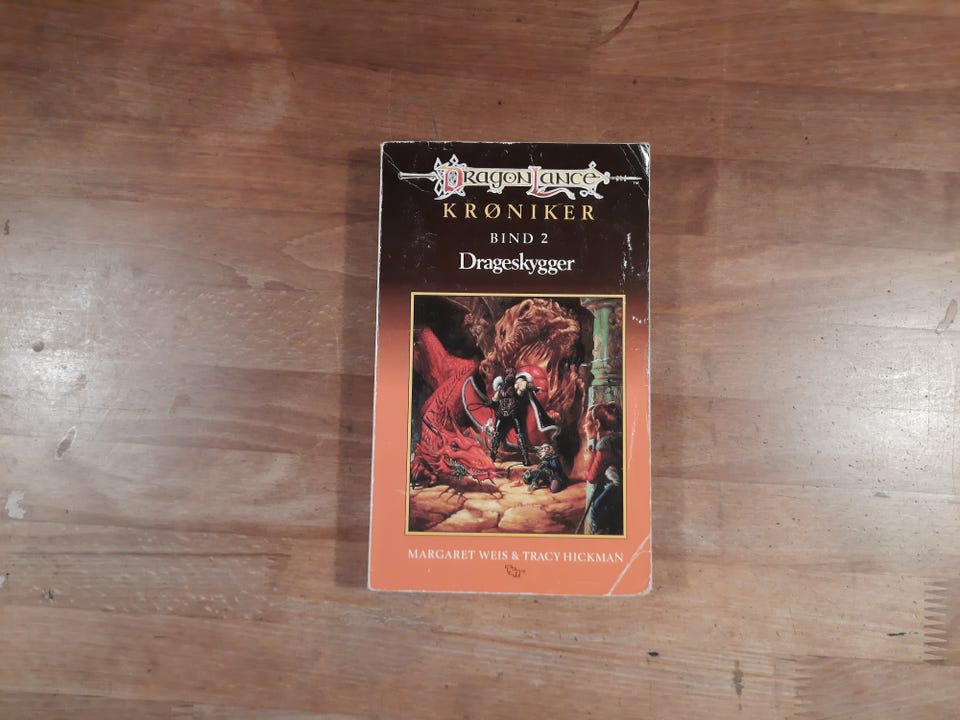 DRAGONLANCE
KRØNIKER
BIND 2
Drageskygger
MARGARET WEIS & TRACY HICKMAN